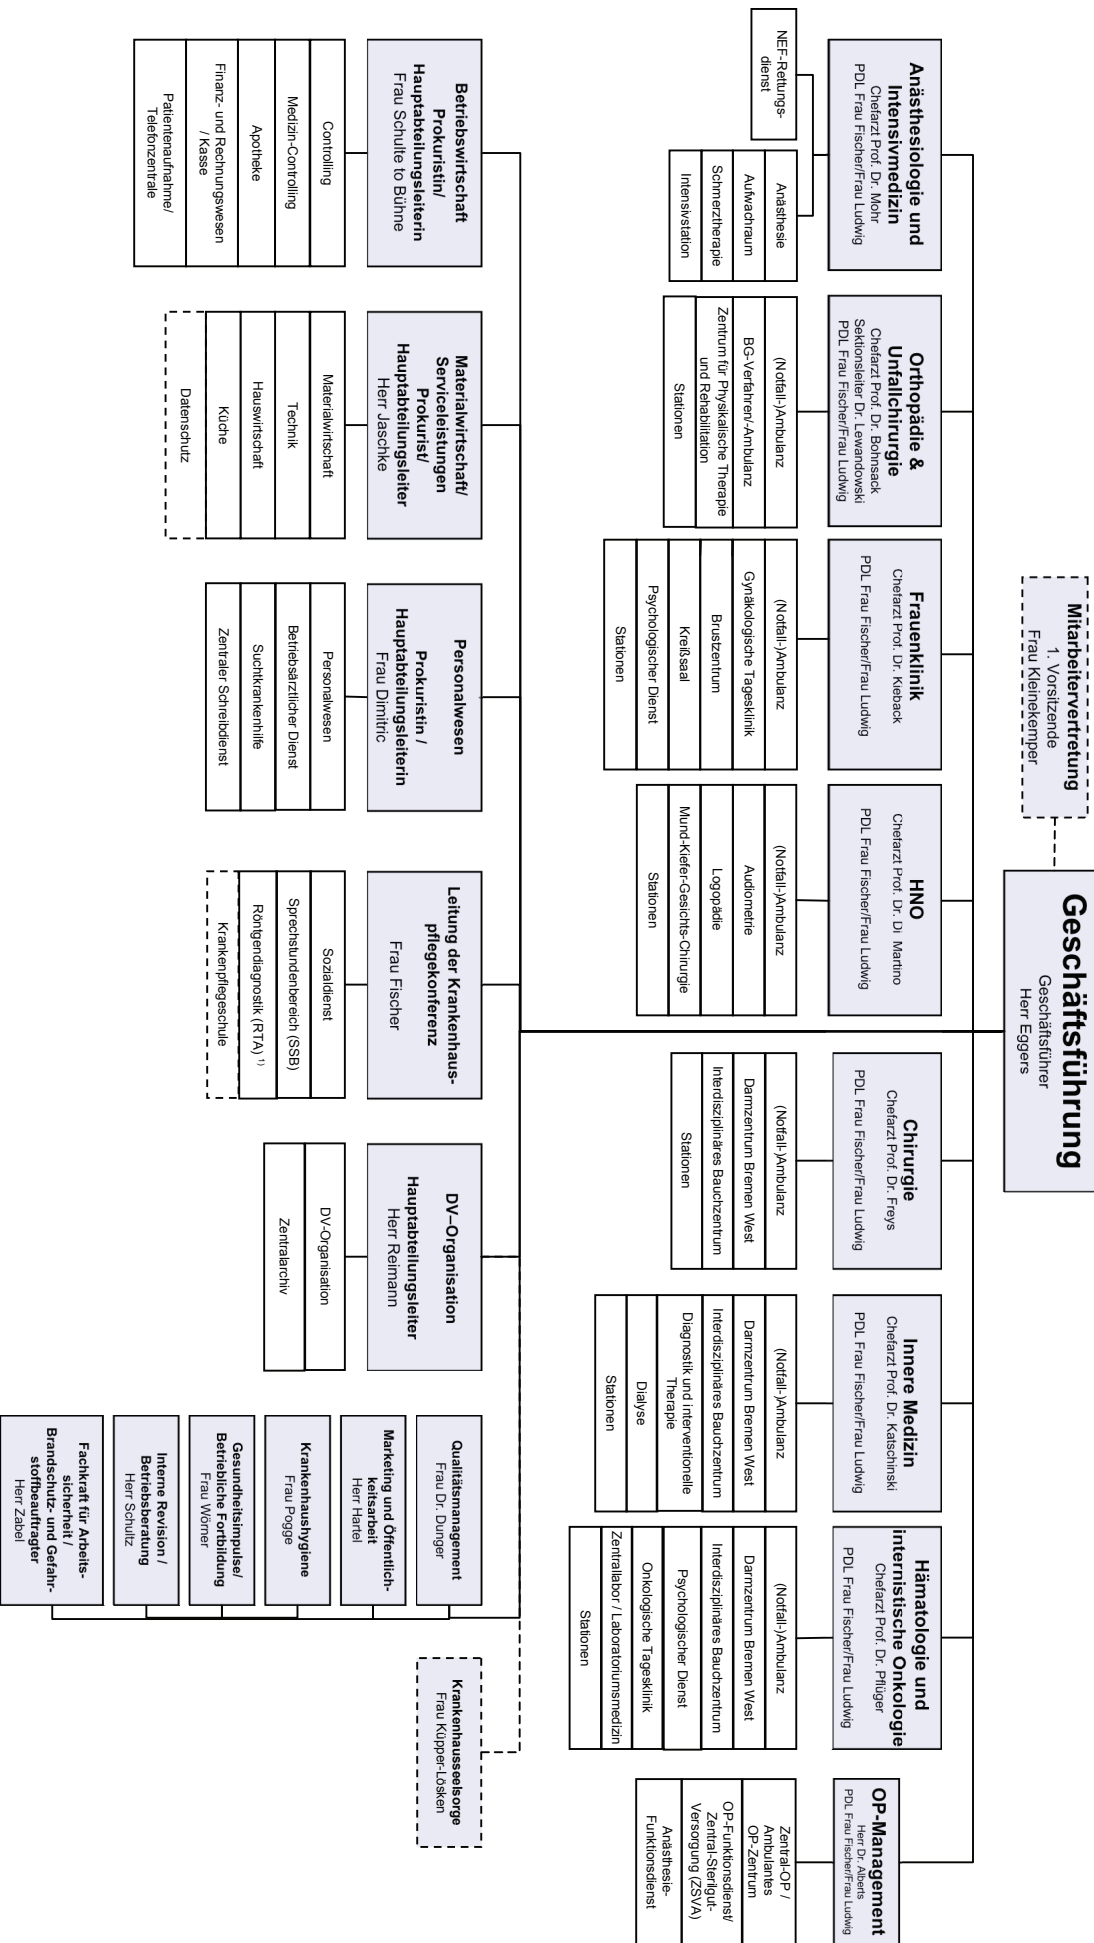 Geschäftsführung
Geschäftsführer
Herr Eggers
Mitarbeitervertretung
1. Vorsitzende
Frau Kleinekemper
Anästhesiologie und
Intensivmedizin
Chefarzt Prof. Dr. Mohr
PDL Frau Fischer/Frau Ludwig
NEF-Rettungs-
dienst
Anästhesie
Aufwachraum
Schmerztherapie
Intensivstation
Orthopädie &
Unfallchirurgie
Chefarzt Prof. Dr. Bohnsack
Sektionsleiter Dr. Lewandowski
PDL Frau Fischer/Frau Ludwig
(Notfall-)Ambulanz
BG-Verfahren/-Ambulanz
Zentrum für Physikalische Therapie
und Rehabilitation
Stationen
Frauenklinik
Chefarzt Prof. Dr. Kieback
PDL Frau Fischer/Frau Ludwig
(Notfall-)Ambulanz
Gynäkologische Tagesklinik
Brustzentrum
Kreißsaal
Psychologischer Dienst
Stationen
HNO
Chefarzt Prof. Dr. Di Martino
PDL Frau Fischer/Frau Ludwig
(Notfall-)Ambulanz
Audiometrie
Logopädie
Mund-Kiefer-Gesichts-Chirurgie
Stationen
Chirurgie
Chefarzt Prof. Dr. Freys
PDL Frau Fischer/Frau Ludwig
(Notfall-)Ambulanz
Darmzentrum Bremen West
Interdisziplinäres Bauchzentrum
Stationen
Innere Medizin
Chefarzt Prof. Dr. Katschinski
PDL Frau Fischer/Frau Ludwig
(Notfall-)Ambulanz
Darmzentrum Bremen West
Interdisziplinäres Bauchzentrum
Diagnostik und interventionelle
Therapie
Dialyse
Stationen
Hämatologie und
internistische Onkologie
Chefarzt Prof. Dr. Pflüger
PDL Frau Fischer/Frau Ludwig
(Notfall-)Ambulanz
Darmzentrum Bremen West
Interdisziplinäres Bauchzentrum
Psychologischer Dienst
Onkologische Tagesklinik
Zentrallabor / Laboratoriumsmedizin
Stationen
OP-Management
Herr Dr. Alberts
PDL Frau Fischer/Frau Ludwig
Zentral-OP /
Ambulantes
OP-Zentrum
OP-Funktionsdienst/
Zentral-Sterilgut-
Versorgung (ZSVA)
Anästhesie-
Funktionsdienst
Betriebswirtschaft
Prokuristin/
Hauptabteilungsleiterin
Frau Schulte to Bühne
Controlling
Medizin-Controlling
Apotheke
Finanz- und Rechnungswesen
/ Kasse
Patientenaufnahme/
Telefonzentrale
Materialwirtschaft/
Serviceleistungen
Prokurist/
Hauptabteilungsleiter
Herr Jaschke
Materialwirtschaft
Technik
Hauswirtschaft
Küche
Datenschutz
Personalwesen
Prokuristin /
Hauptabteilungsleiterin
Frau Dimitric
Personalwesen
Betriebsärztlicher Dienst
Suchtkrankenhilfe
Zentraler Schreibdienst
Leitung der Krankenhaus-
pflegekonferenz
Frau Fischer
Sozialdienst
Sprechstundenbereich (SSB)
Röntgendiagnostik (RTA) 1)
Krankenpflegeschule
DV–Organisation
Hauptabteilungsleiter
Herr Reimann
DV-Organisation
Zentralarchiv
Qualitätsmanagement
Frau Dr. Dunger
Marketing und Öffentlich-
keitsarbeit
Herr Hartel
Krankenhaushygiene
Frau Pogge
Gesundheitsimpulse/
Betriebliche Fortbildung
Frau Wörner
Interne Revision /
Betriebsberatung
Herr Schultz
Fachkraft für Arbeits-
sicherheit /
Brandschutz- und Gefahr-
stoffbeauftragter
Herr Zabel
Krankenhausseelsorge
Frau Küpper-Lösken